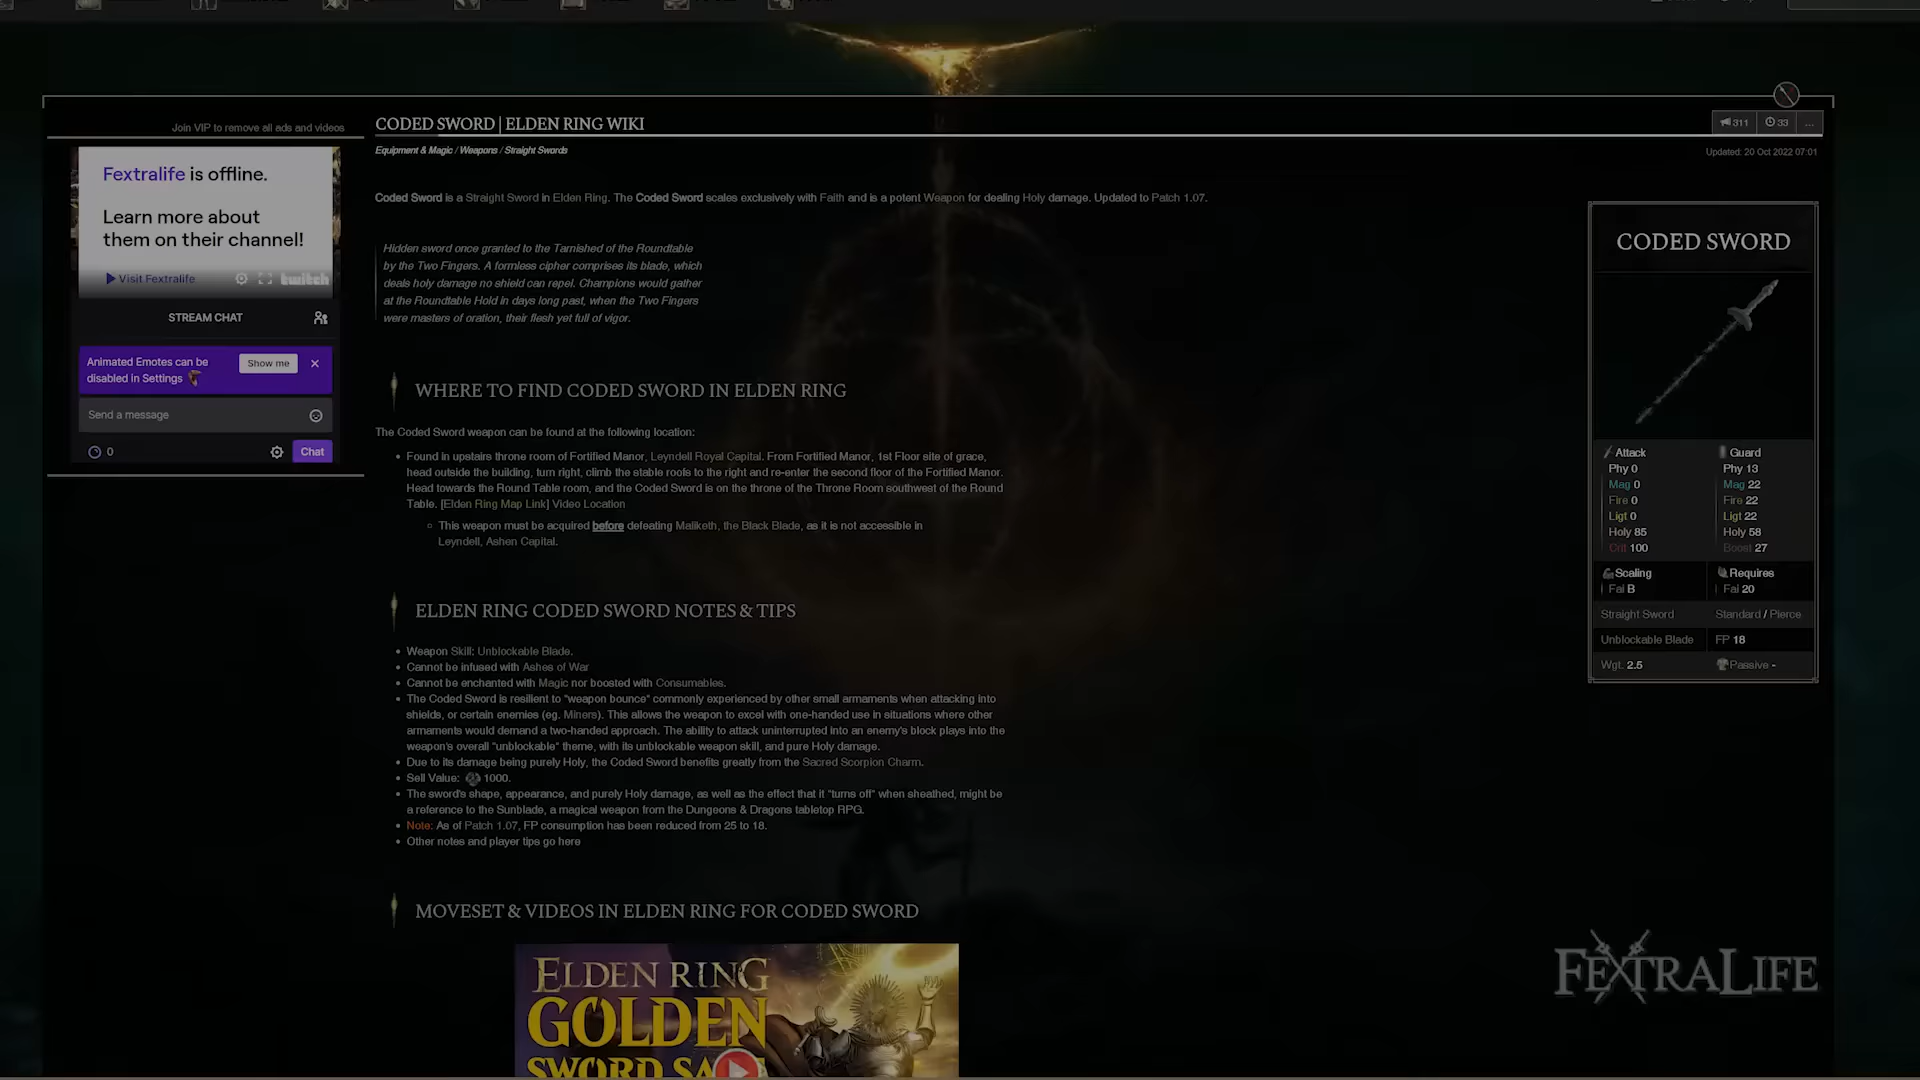 Join VIP to remove all ads and videos
Fextralife is offline.
Learn more about
them on their channel!
Visit Fextralife
twitch
STREAM CHAT
Animated Emotes can be
disabled in Settings
Show me
Send a message
0
Chat
CODED SWORD | ELDEN RING WIKI
311
33
...
Equipment & Magic / Weapons / Straight Swords
Updated: 20 Oct 2022 07:01
Coded Sword is a Straight Sword in Elden Ring. The Coded Sword scales exclusively with Faith and is a potent Weapon for dealing Holy damage. Updated to Patch 1.07.
Hidden sword once granted to the Tarnished of the Roundtable
by the Two Fingers. A formless cipher comprises its blade, which
deals holy damage no shield can repel. Champions would gather
at the Roundtable Hold in days long past, when the Two Fingers
were masters of oration, their flesh yet full of vigor.
WHERE TO FIND CODED SWORD IN ELDEN RING
The Coded Sword weapon can be found at the following location:
Found in upstairs throne room of Fortified Manor, Leyndell Royal Capital. From Fortified Manor, 1st Floor site of grace,
head outside the building, turn right, climb the stable roofs to the right and re-enter the second floor of the Fortified Manor.
Head towards the Round Table room, and the Coded Sword is on the throne of the Throne Room southwest of the Round
Table. [Elden Ring Map Link] Video Location
This weapon must be acquired before defeating Maliketh, the Black Blade, as it is not accessible in
Leyndell, Ashen Capital.
ELDEN RING CODED SWORD NOTES & TIPS
Weapon Skill: Unblockable Blade.
Cannot be infused with Ashes of War
Cannot be enchanted with Magic nor boosted with Consumables.
The Coded Sword is resilient to "weapon bounce" commonly experienced by other small armaments when attacking into
shields, or certain enemies (eg. Miners). This allows the weapon to excel with one-handed use in situations where other
armaments would demand a two-handed approach. The ability to attack uninterrupted into an enemy's block plays into the
weapon's overall "unblockable" theme, with its unblockable weapon skill, and pure Holy damage.
Due to its damage being purely Holy, the Coded Sword benefits greatly from the Sacred Scorpion Charm.
Sell Value: 1000.
The sword's shape, appearance, and purely Holy damage, as well as the effect that it "turns off" when sheathed, might be
a reference to the Sunblade, a magical weapon from the Dungeons & Dragons tabletop RPG.
Note: As of Patch 1.07, FP consumption has been reduced from 25 to 18.
Other notes and player tips go here
MOVESET & VIDEOS IN ELDEN RING FOR CODED SWORD
ELDEN RING
GOLDEN
CODED SWORD
Attack Guard
Phy 0 Phy 13
Mag 0 Mag 22
Fire 0 Fire 22
Ligt 0 Ligt 22
Holy 85 Holy 58
Crit 100 Boost 27
Scaling Requires
Fai B Fai 20
Straight Sword Standard / Pierce
Unblockable Blade FP 18
Wgt. 2.5 Passive -
FEXTRALIFE